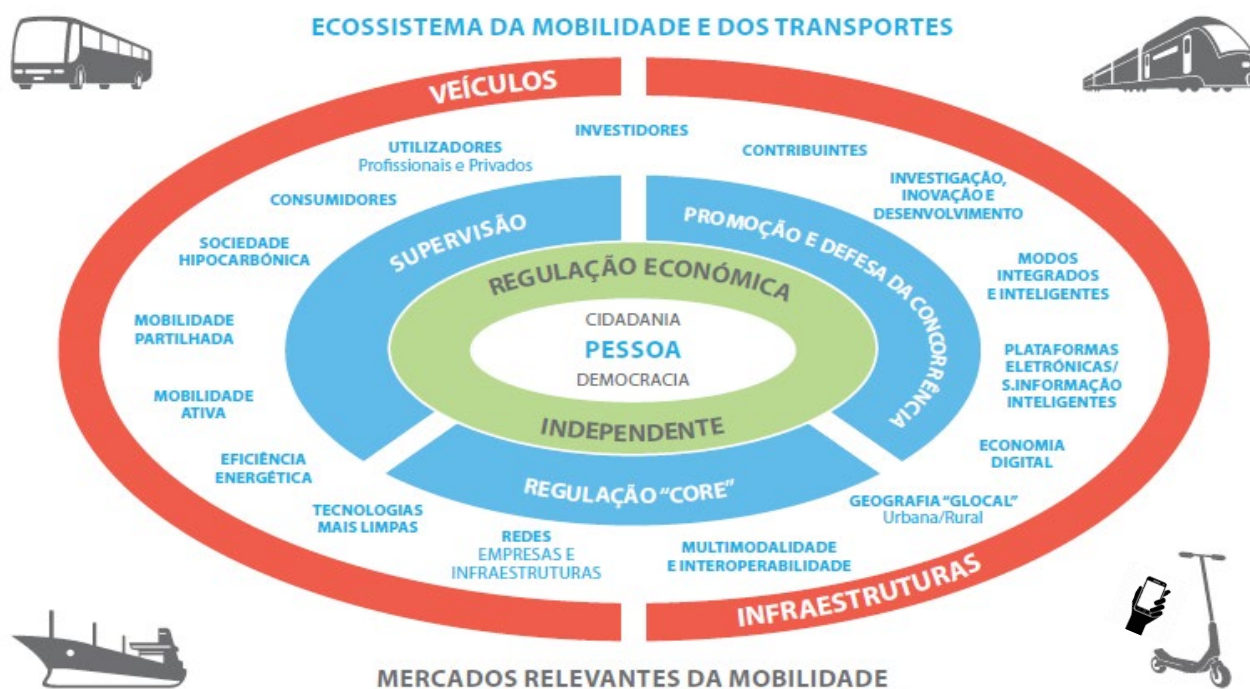 ECOSSISTEMA DA MOBILIDADE E DOS TRANSPORTES
VEÍCULOS
INVESTIDORES
UTILIZADORES
Profissionais e Privados
CONTRIBUINTES
CONSUMIDORES
INVESTIGAÇÃO,
INOVAÇÃO E
DESENVOLVIMENTO
SUPERVISÃO
PROMOÇÃO E DEFESA DA CONCORRÊNCIA
SOCIEDADE
HIPOCARBÓNICA
MODOS
INTEGRADOS
E INTELIGENTES
REGULAÇÃO ECONÓMICA
CIDADANIA
PESSOA
DEMOCRACIA
MOBILIDADE
PARTILHADA
PLATAFORMAS
ELETRÓNICAS/
S.INFORMAÇÃO
INTELIGENTES
MOBILIDADE
ATIVA
INDEPENDENTE
ECONOMIA
DIGITAL
EFICIÊNCIA
ENERGÉTICA
REGULAÇÃO “CORE”
GEOGRAFIA “GLOCAL”
Urbana/Rural
TECNOLOGIAS
MAIS LIMPAS
REDES
EMPRESAS E
INFRAESTRUTURAS
MULTIMODALIDADE
E INTEROPERABILIDADE
INFRAESTRUTURAS
MERCADOS RELEVANTES DA MOBILIDADE